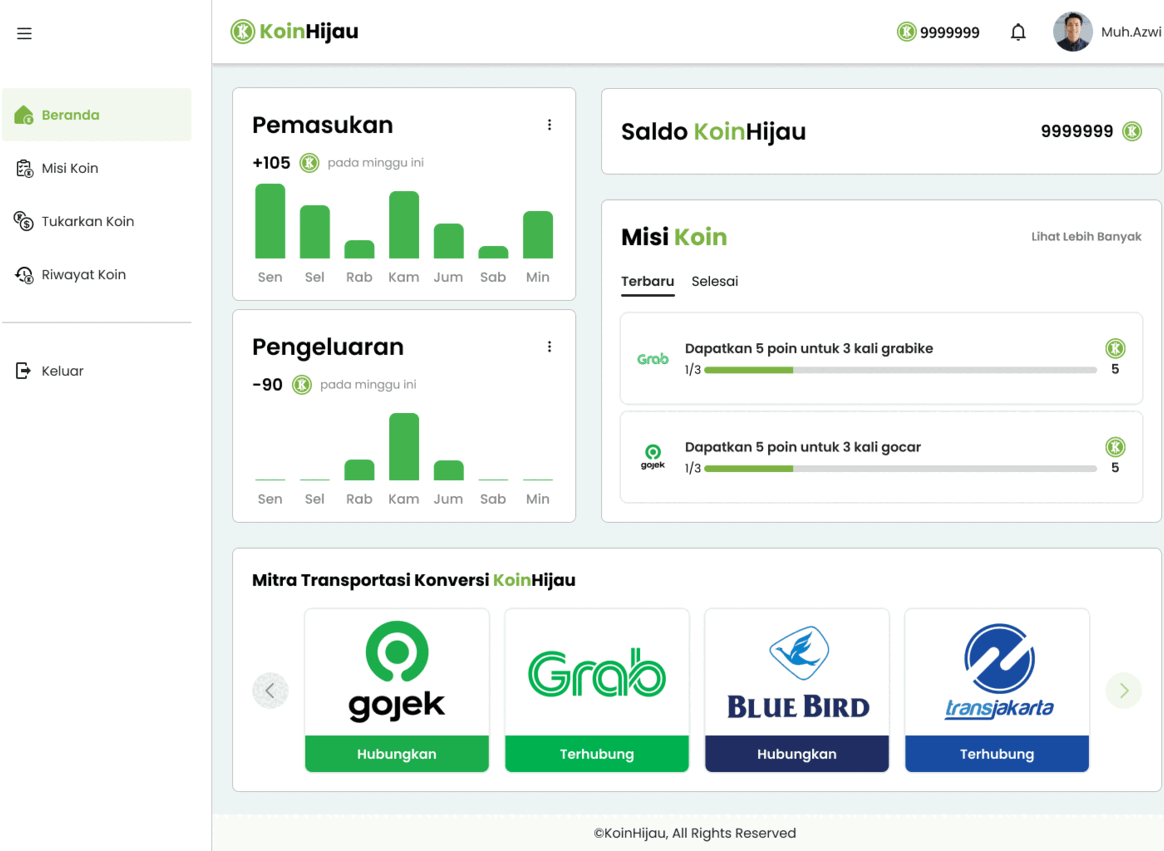 KoinHijau
9999999
Muh.Azwi
Beranda
Misi Koin
Tukarkan Koin
Riwayat Koin
Keluar
Pemasukan
+105 pada minggu ini
Sen Sel Rab Kam Jum Sab Min
Pengeluaran
-90 pada minggu ini
Sen Sel Rab Kam Jum Sab Min
Saldo KoinHijau
9999999
Misi Koin
Lihat Lebih Banyak
Terbaru Selesai
Grab
Dapatkan 5 poin untuk 3 kali grabike
1/3
5
gojek
Dapatkan 5 poin untuk 3 kali gocar
1/3
5
Mitra Transportasi Konversi KoinHijau
gojek
Hubungkan
Grab
Terhubung
BLUE BIRD
Hubungkan
transjakarta
Terhubung
©KoinHijau, All Rights Reserved